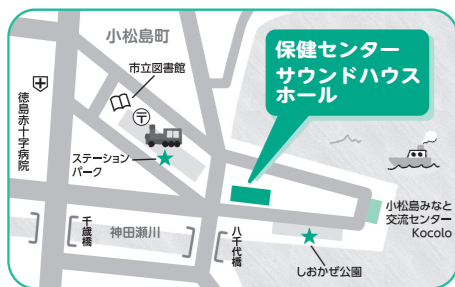 小松島町
市立図書館
〒
徳島赤十字病院
ステーション
パーク
保健センター
サウンドハウス
ホール
小松島みなと
交流センター
Kocolo
千歳橋
神田瀬川
八千代橋
しおかぜ公園